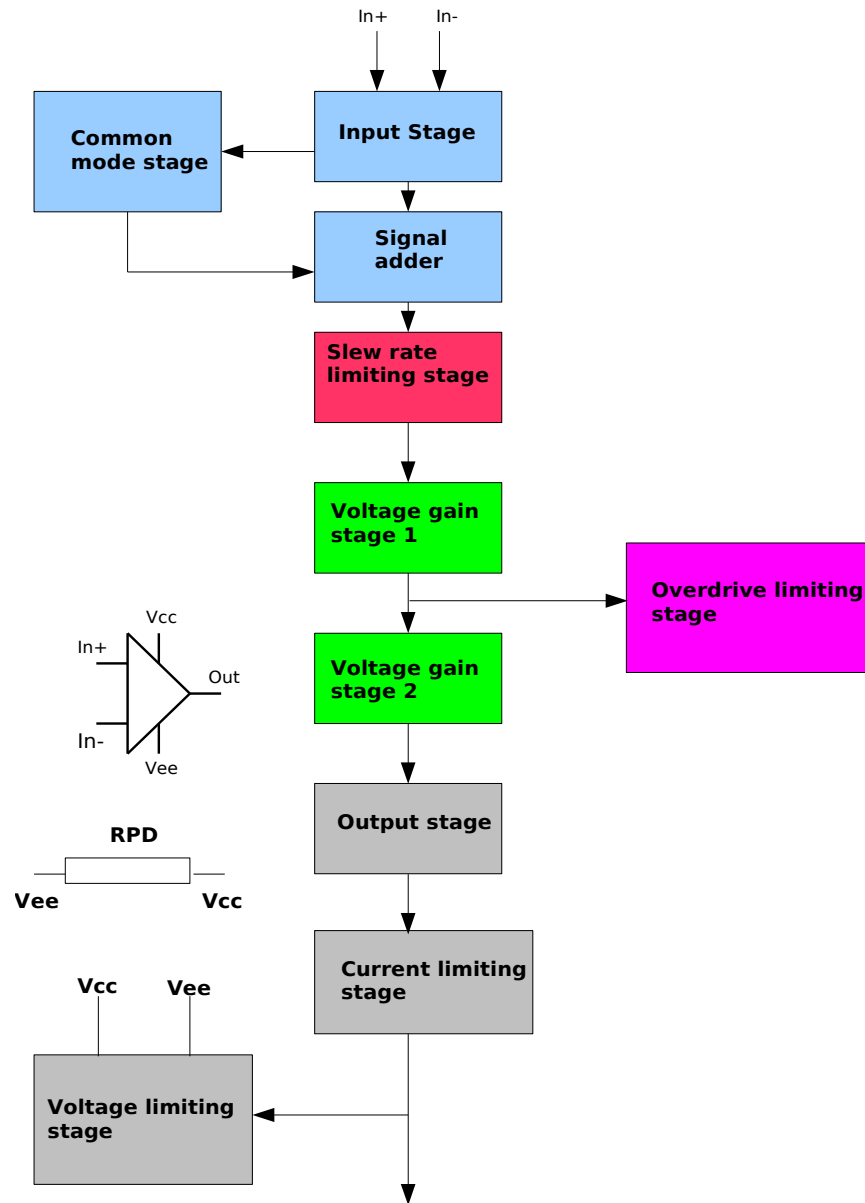 In+
In-
Input Stage
Common
mode stage
Signal
adder
Slew rate
limiting stage
Voltage gain
stage 1
Overdrive limiting
stage
Vcc
In+
Out
In-
Vee
Voltage gain
stage 2
Output stage
RPD
Vee
Vcc
Current limiting
stage
Vcc
Vee
Voltage limiting
stage